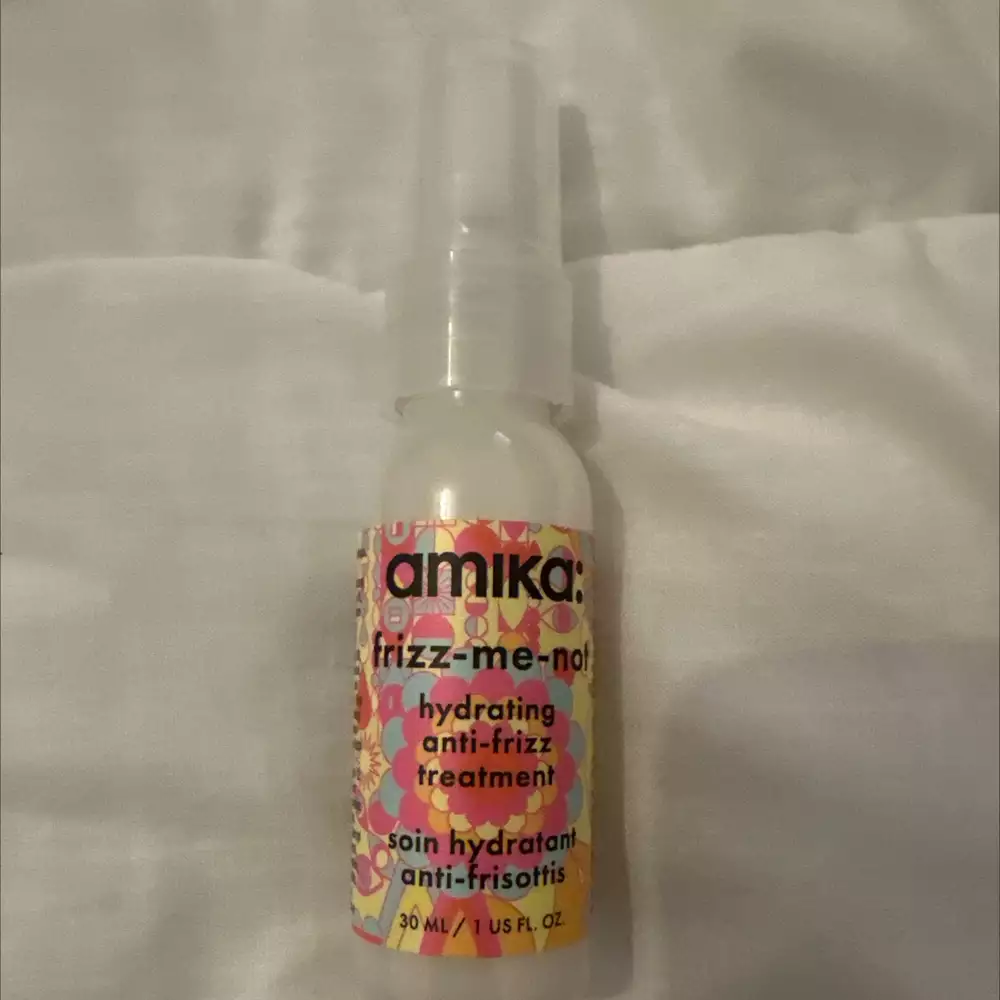 amika:
frizz-me-not
hydrating
anti-frizz
treatment
soin hydratant
anti-frisottis
30 ML / 1 US FL. OZ.